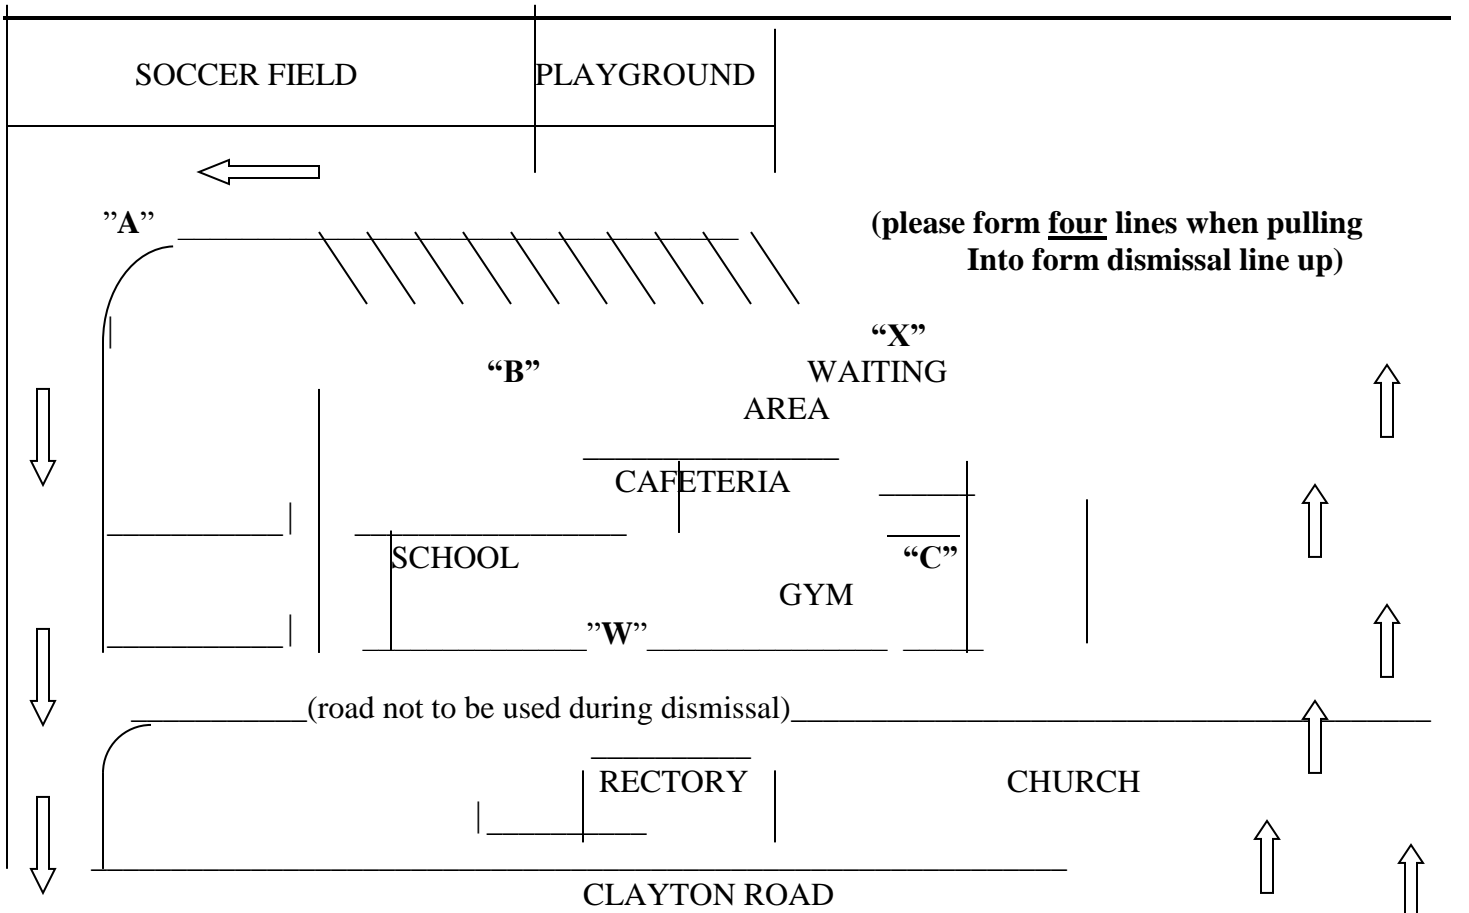 SOCCER FIELD PLAYGROUND
”A” (please form four lines when pulling
Into form dismissal line up)
“X”
“B” WAITING
AREA
CAFETERIA
SCHOOL “C”
GYM
”W”
(road not to be used during dismissal)
RECTORY CHURCH
CLAYTON ROAD